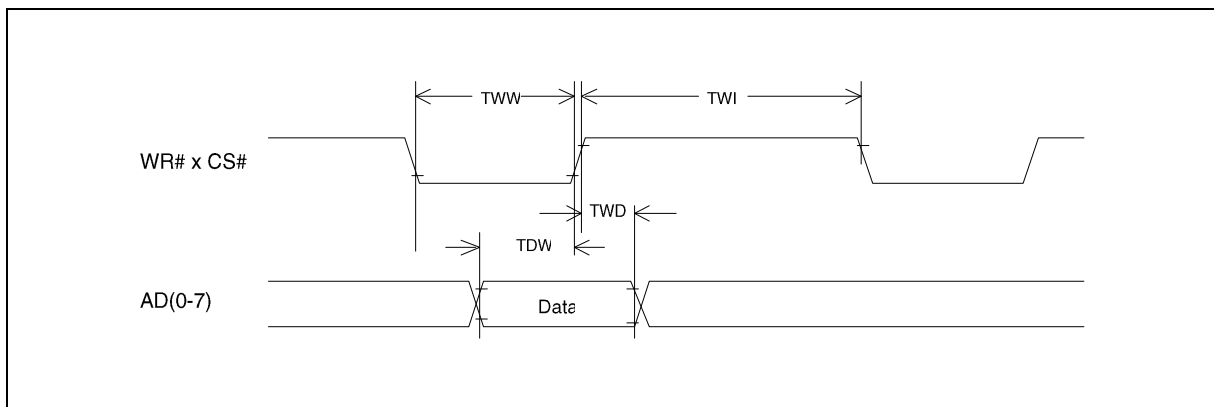 TWW
TWI
WR# x CS#
TWD
TDW
AD(0-7)
Data